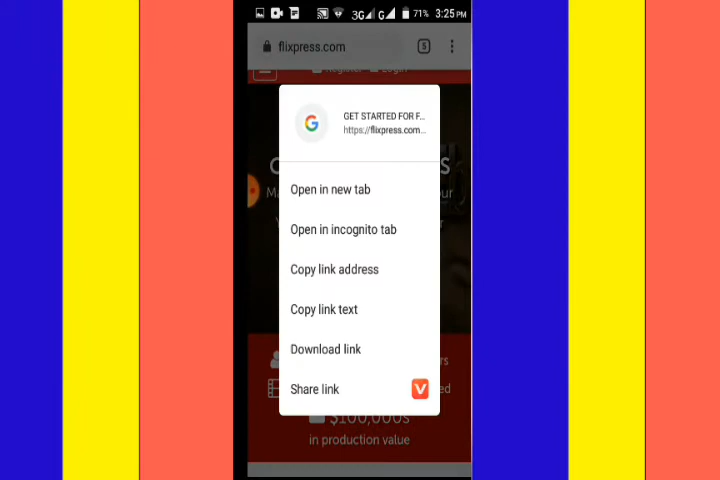 3G G 71% 3:25 PM
flixpress.com 5
Register Login
GET STARTED FOR F...
https://flixpress.com...
Open in new tab
Open in incognito tab
Copy link address
Copy link text
Download link
Share link
$100,000s
in production value